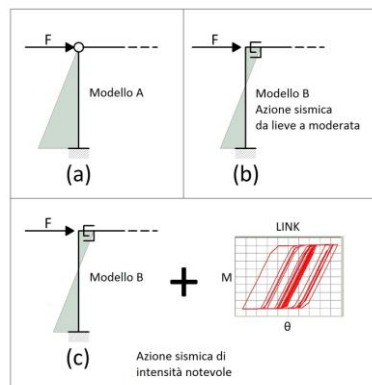 F
Modello A
(a)
F
Modello B
Azione sismica
da lieve a moderata
(b)
F
Modello B
(c)
+
LINK
M
θ
Azione sismica di
intensità notevole